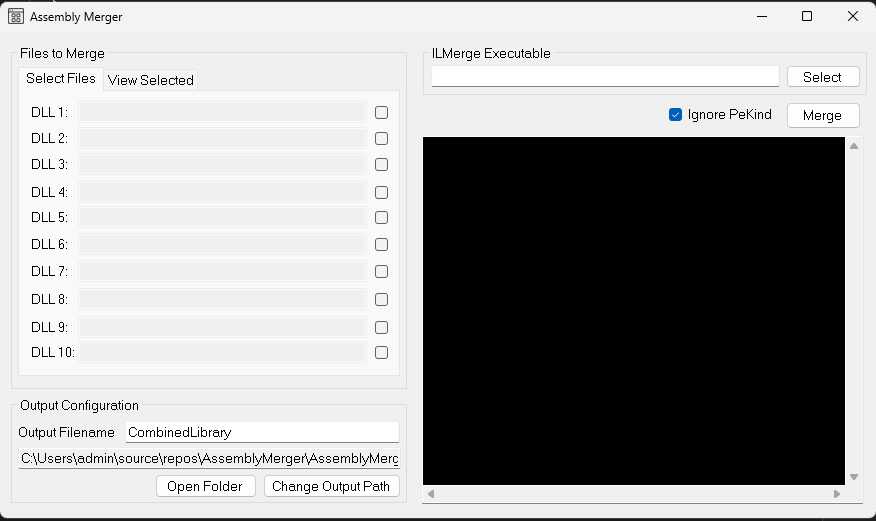 Assembly Merger
Files to Merge
Select Files
View Selected
DLL 1:
DLL 2:
DLL 3:
DLL 4:
DLL 5:
DLL 6:
DLL 7:
DLL 8:
DLL 9:
DLL 10:
Output Configuration
Output Filename CombinedLibrary
C:\Users\admin\source\repos\AssemblyMerger\AssemblyMerg
Open Folder
Change Output Path
ILMerge Executable
Select
Ignore PeKind
Merge